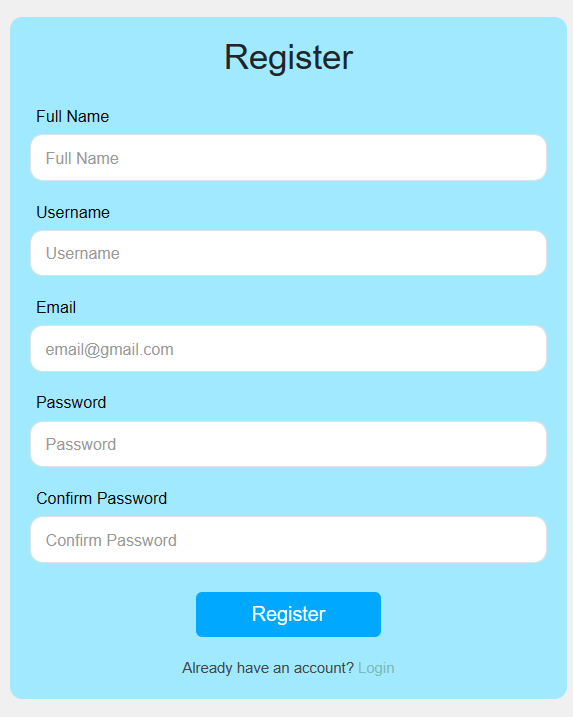 Register
Full Name
Full Name
Username
Username
Email
email@gmail.com
Password
Password
Confirm Password
Confirm Password
Register
Already have an account? Login